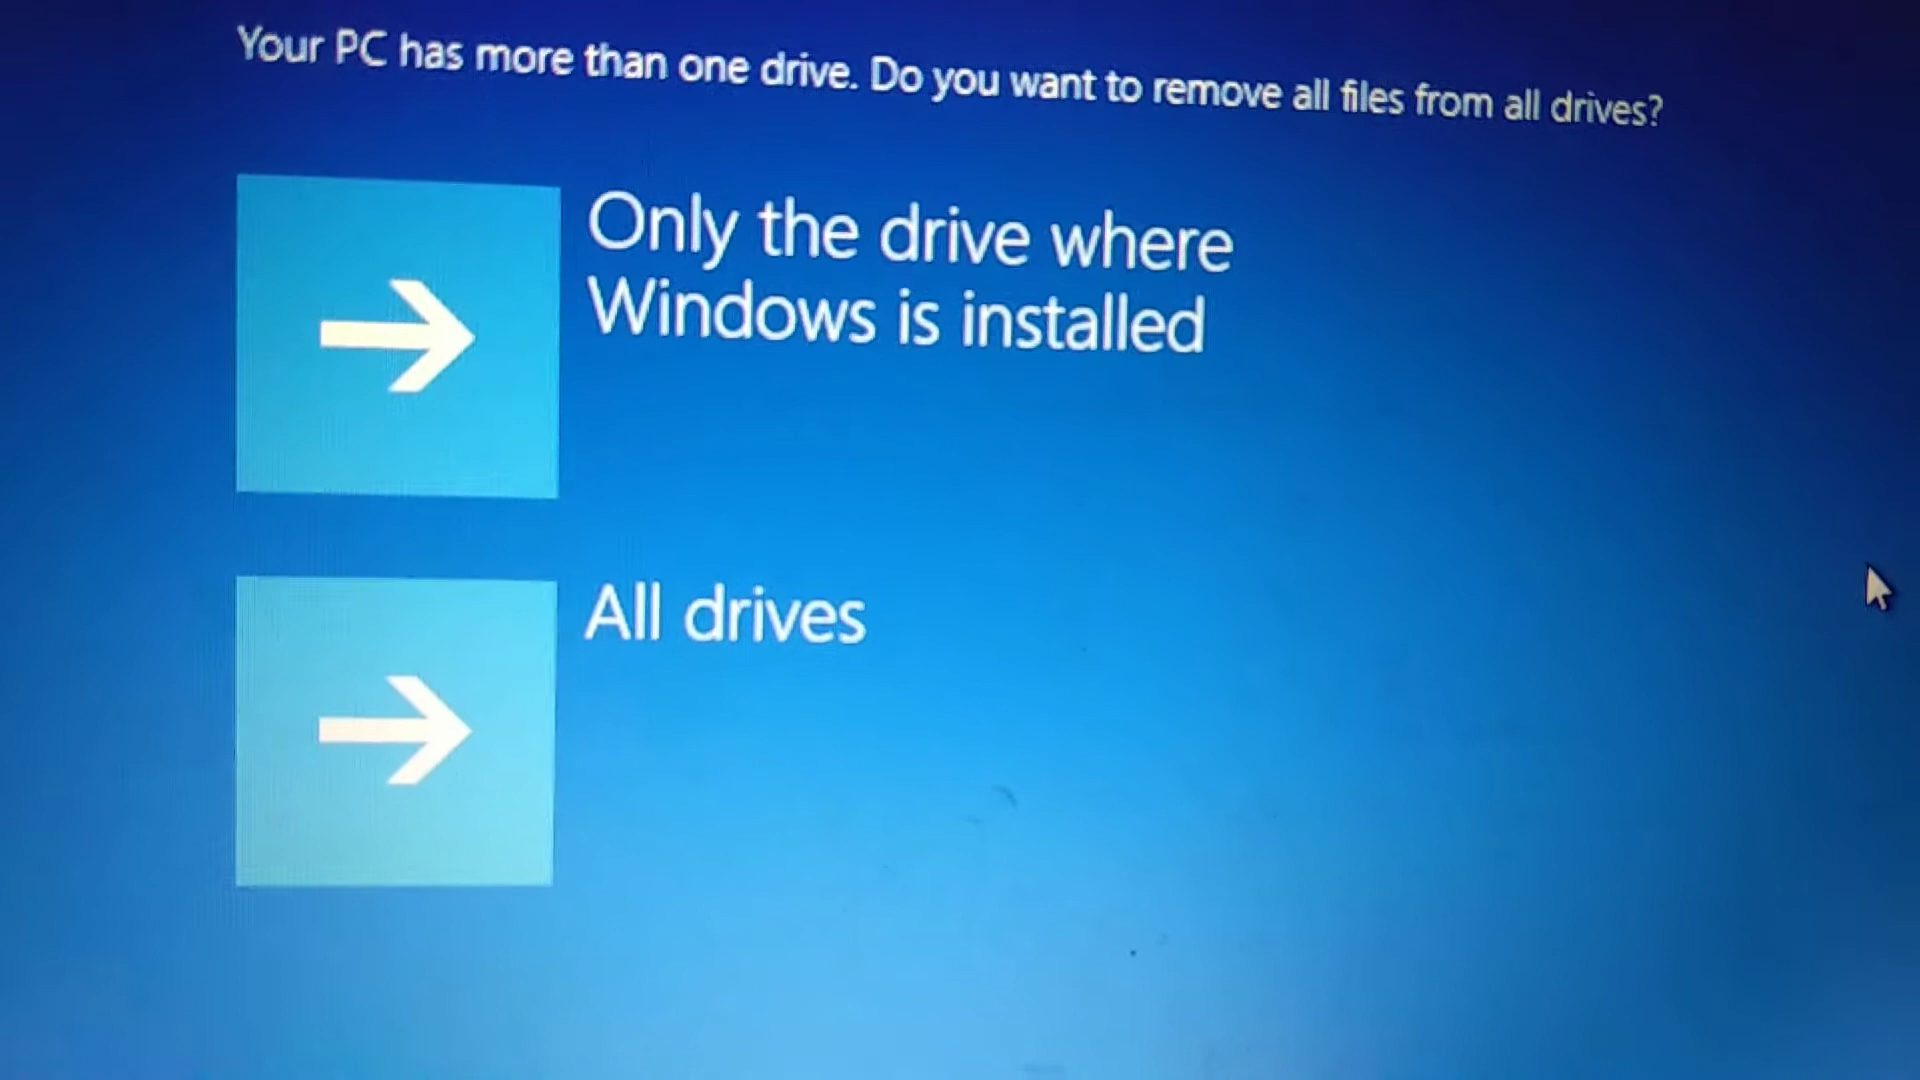 Your PC has more than one drive. Do you want to remove all files from all drives?
Only the drive where
Windows is installed
All drives